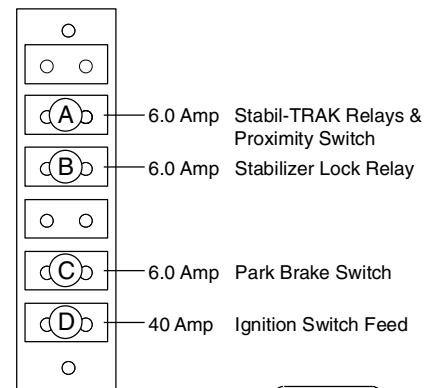 A 6.0 Amp Stabil-TRAK Relays &
Proximity Switch
B 6.0 Amp Stabilizer Lock Relay
C 6.0 Amp Park Brake Switch
D 40 Amp Ignition Switch Feed